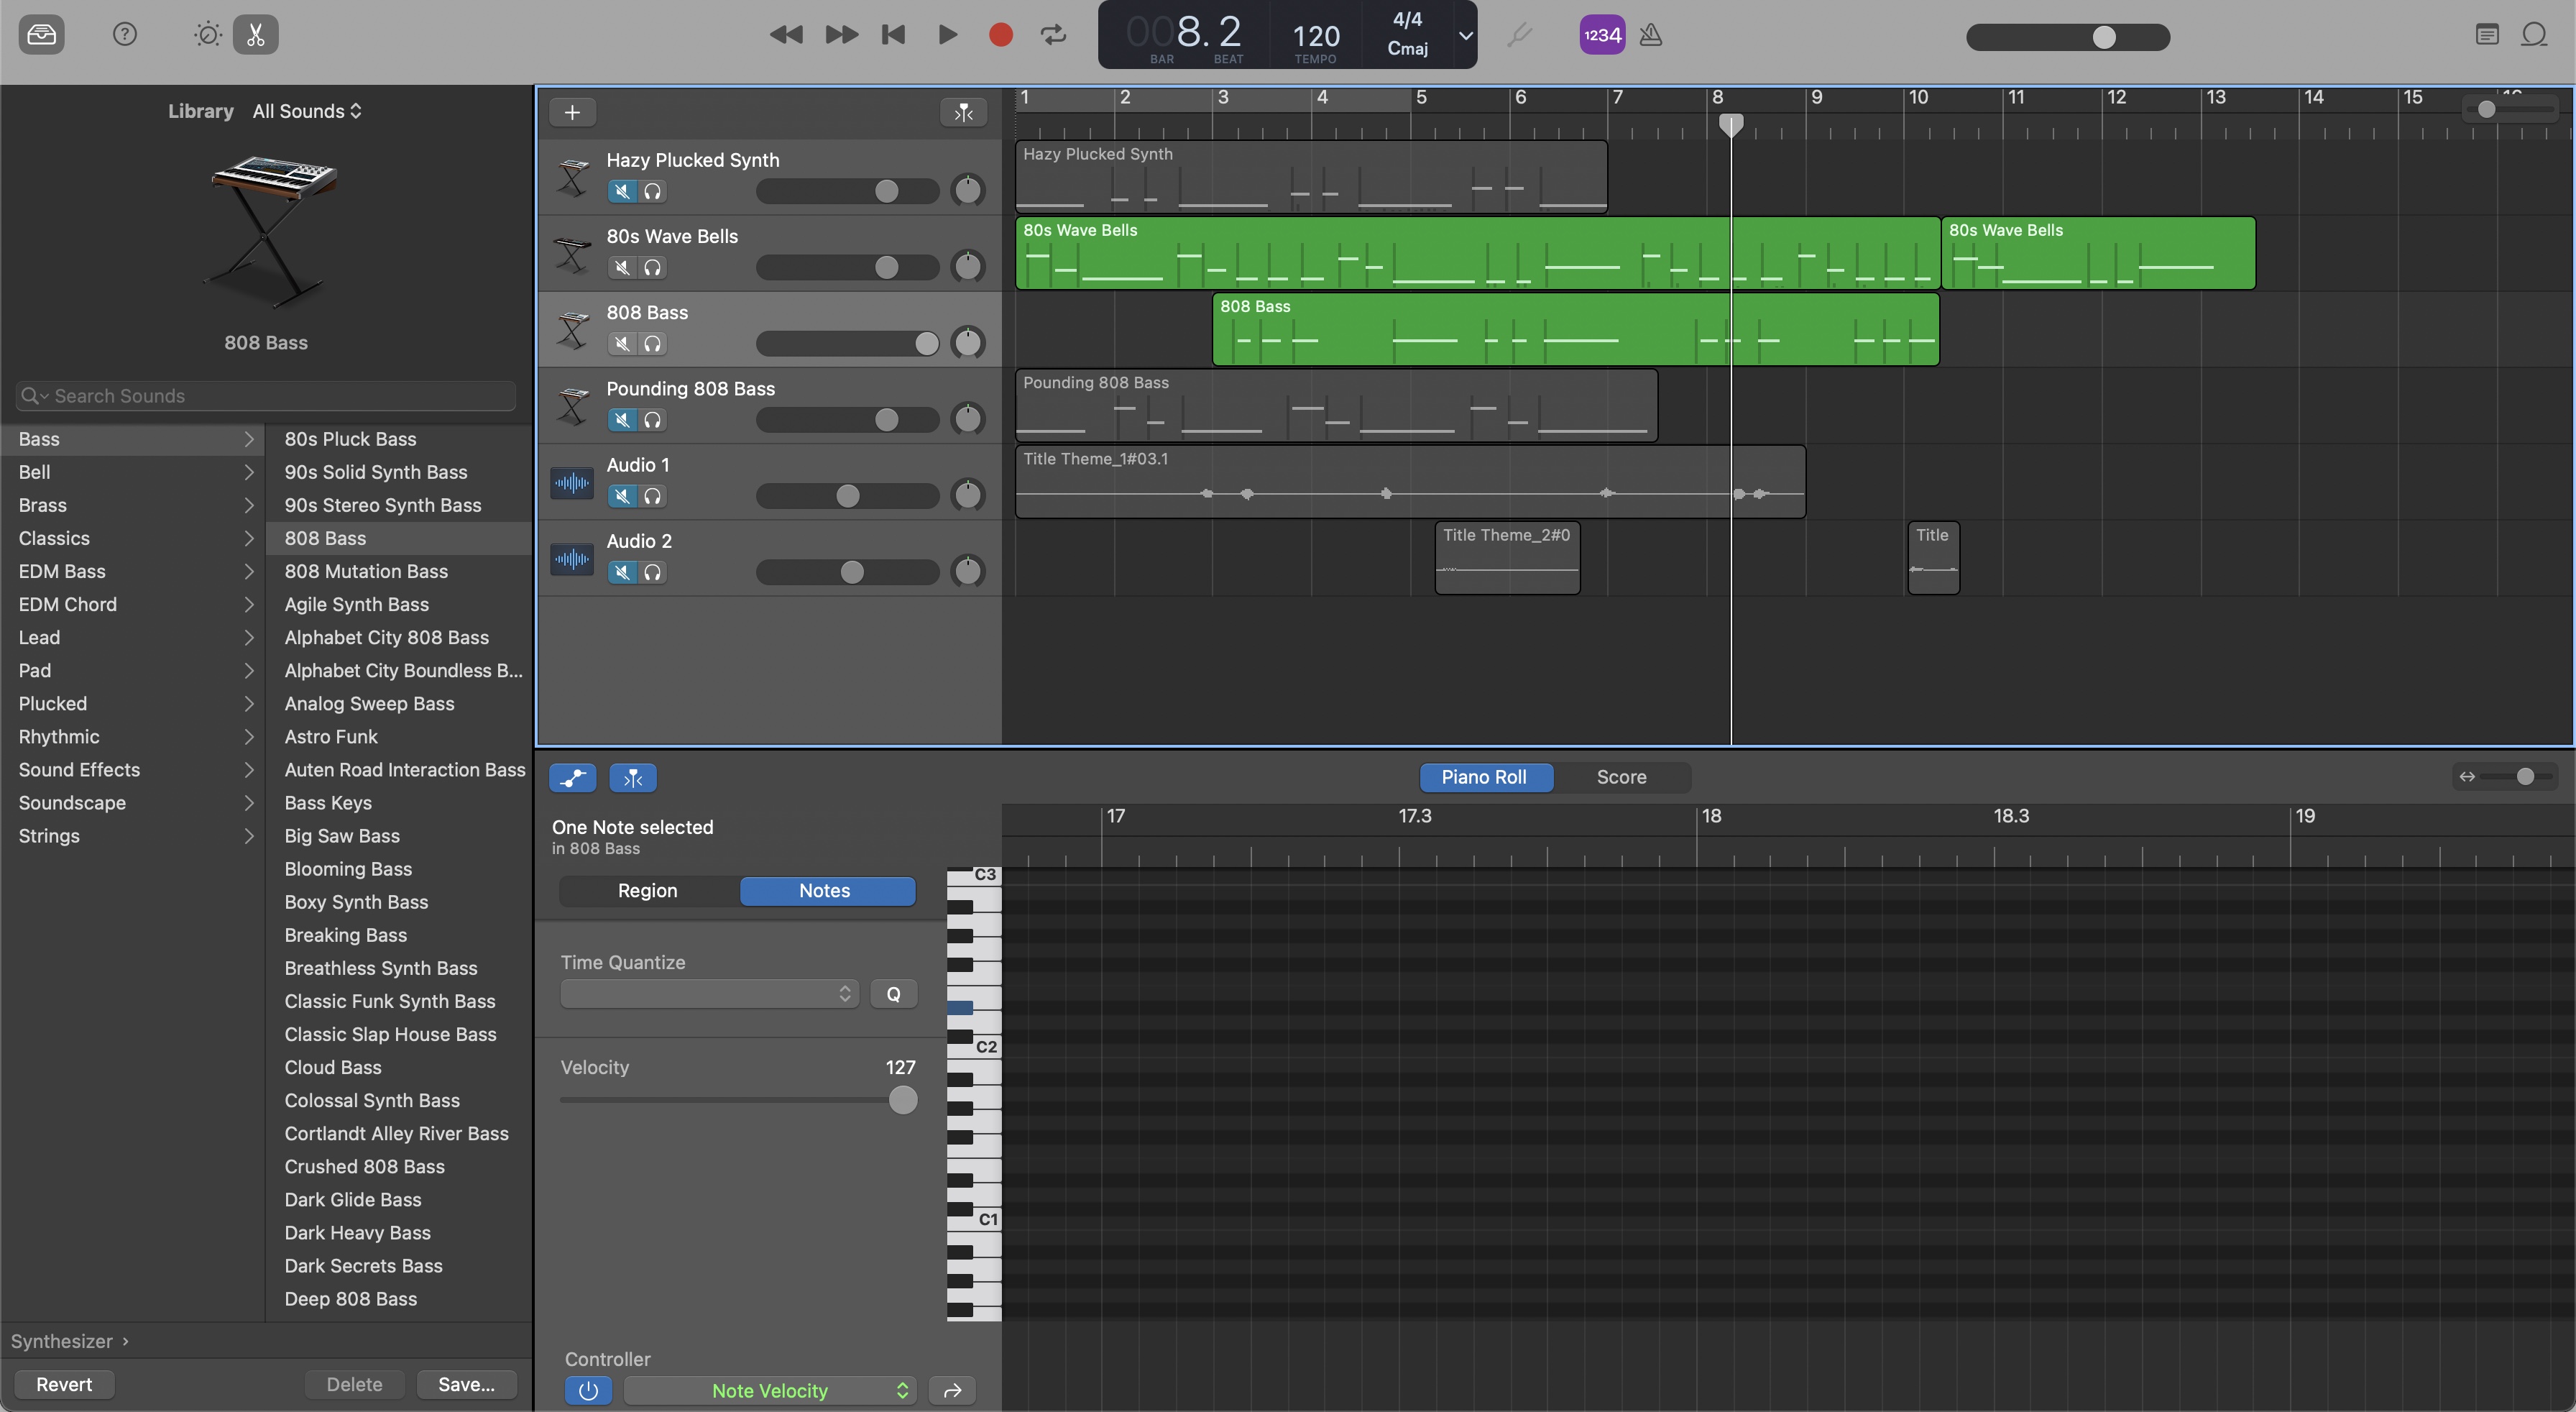 008.2
BAR BEAT
120
TEMPO
4/4
Cmaj
1234
Library All Sounds
808 Bass
Search Sounds
Bass
Bell
Brass
Classics
EDM Bass
EDM Chord
Lead
Pad
Plucked
Rhythmic
Sound Effects
Soundscape
Strings
80s Pluck Bass
90s Solid Synth Bass
90s Stereo Synth Bass
808 Bass
808 Mutation Bass
Agile Synth Bass
Alphabet City 808 Bass
Alphabet City Boundless B...
Analog Sweep Bass
Astro Funk
Auten Road Interaction Bass
Bass Keys
Big Saw Bass
Blooming Bass
Boxy Synth Bass
Breaking Bass
Breathless Synth Bass
Classic Funk Synth Bass
Classic Slap House Bass
Cloud Bass
Colossal Synth Bass
Cortlandt Alley River Bass
Crushed 808 Bass
Dark Glide Bass
Dark Heavy Bass
Dark Secrets Bass
Deep 808 Bass
Synthesizer ›
Revert Delete Save...
1 2 3 4 5 6 7 8 9 10 11 12 13 14 15
Hazy Plucked Synth
80s Wave Bells
808 Bass
Pounding 808 Bass
Audio 1
Audio 2
Hazy Plucked Synth
80s Wave Bells 80s Wave Bells
808 Bass
Pounding 808 Bass
Title Theme_1#03.1
Title Theme_2#0 Title
Piano Roll Score
17 17.3 18 18.3 19
One Note selected
in 808 Bass
Region Notes
Time Quantize
Q
Velocity 127
C3
C2
C1
Controller
Note Velocity